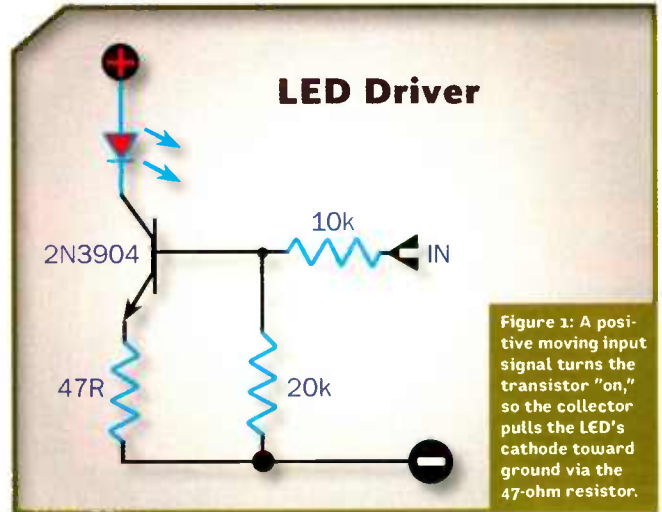 +
LED Driver
10k
2N3904
IN
47R
20k
-
Figure 1: A posi-
tive moving input
signal turns the
transistor "on,"
so the collector
pulls the LED's
cathode toward
ground via the
47-ohm resistor.